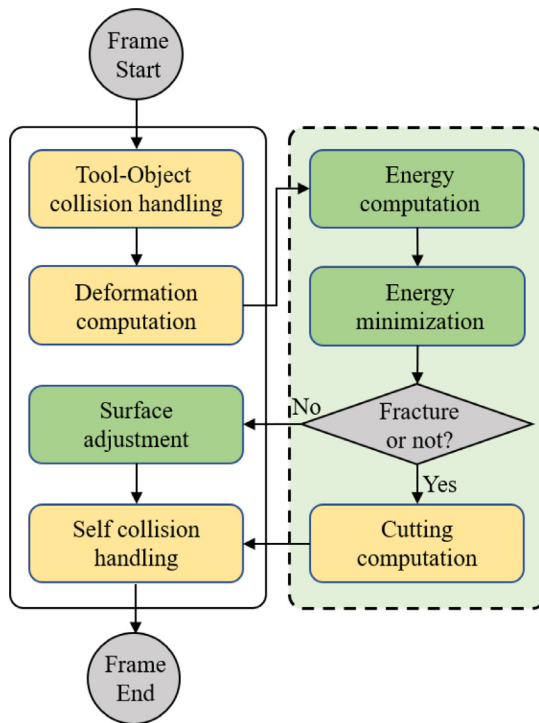 Frame
Start
Tool-Object
collision handling
Deformation
computation
Energy
computation
Energy
minimization
Fracture
or not?
No
Yes
Surface
adjustment
Cutting
computation
Self collision
handling
Frame
End